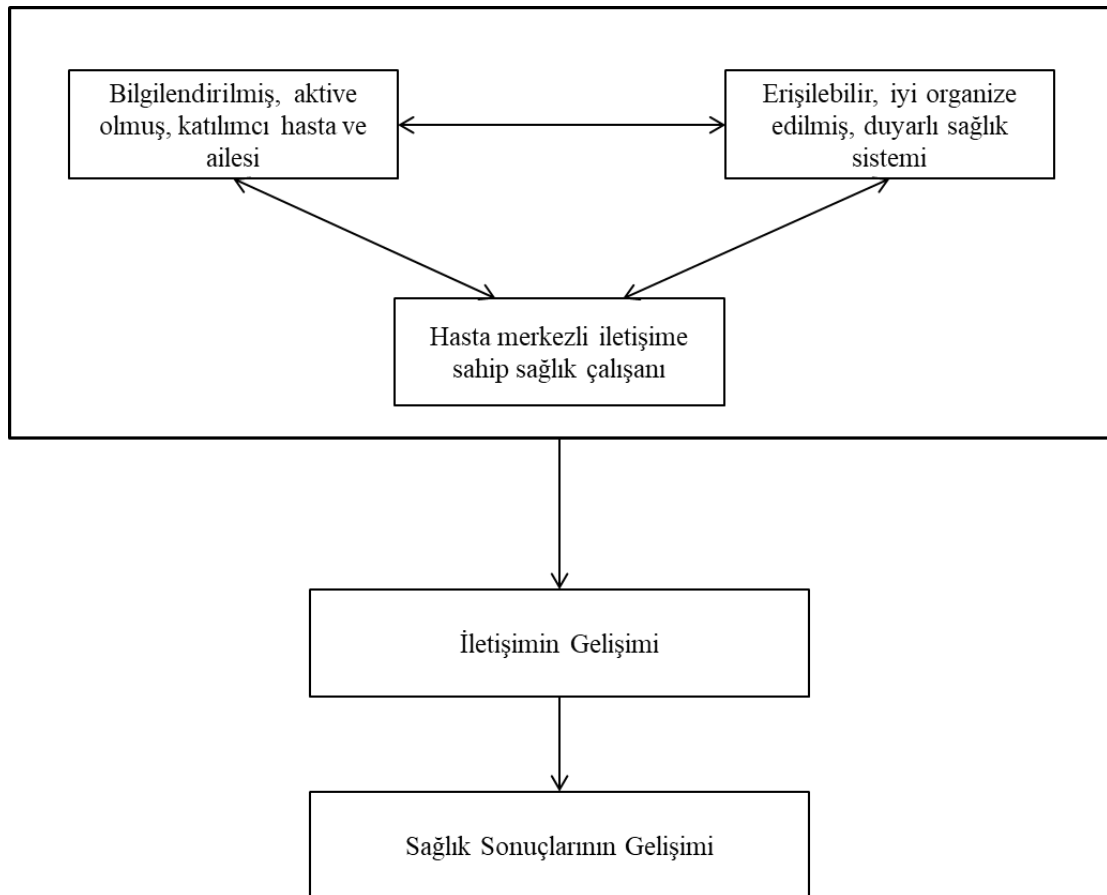 Bilgilendirilmiş, aktive
olmuş, katılımcı hasta ve
ailesi
Erişilebilir, iyi organize
edilmiş, duyarlı sağlık
sistemi
Hasta merkezli iletişime
sahip sağlık çalışanı
İletişimin Gelişimi
Sağlık Sonuçlarının Gelişimi